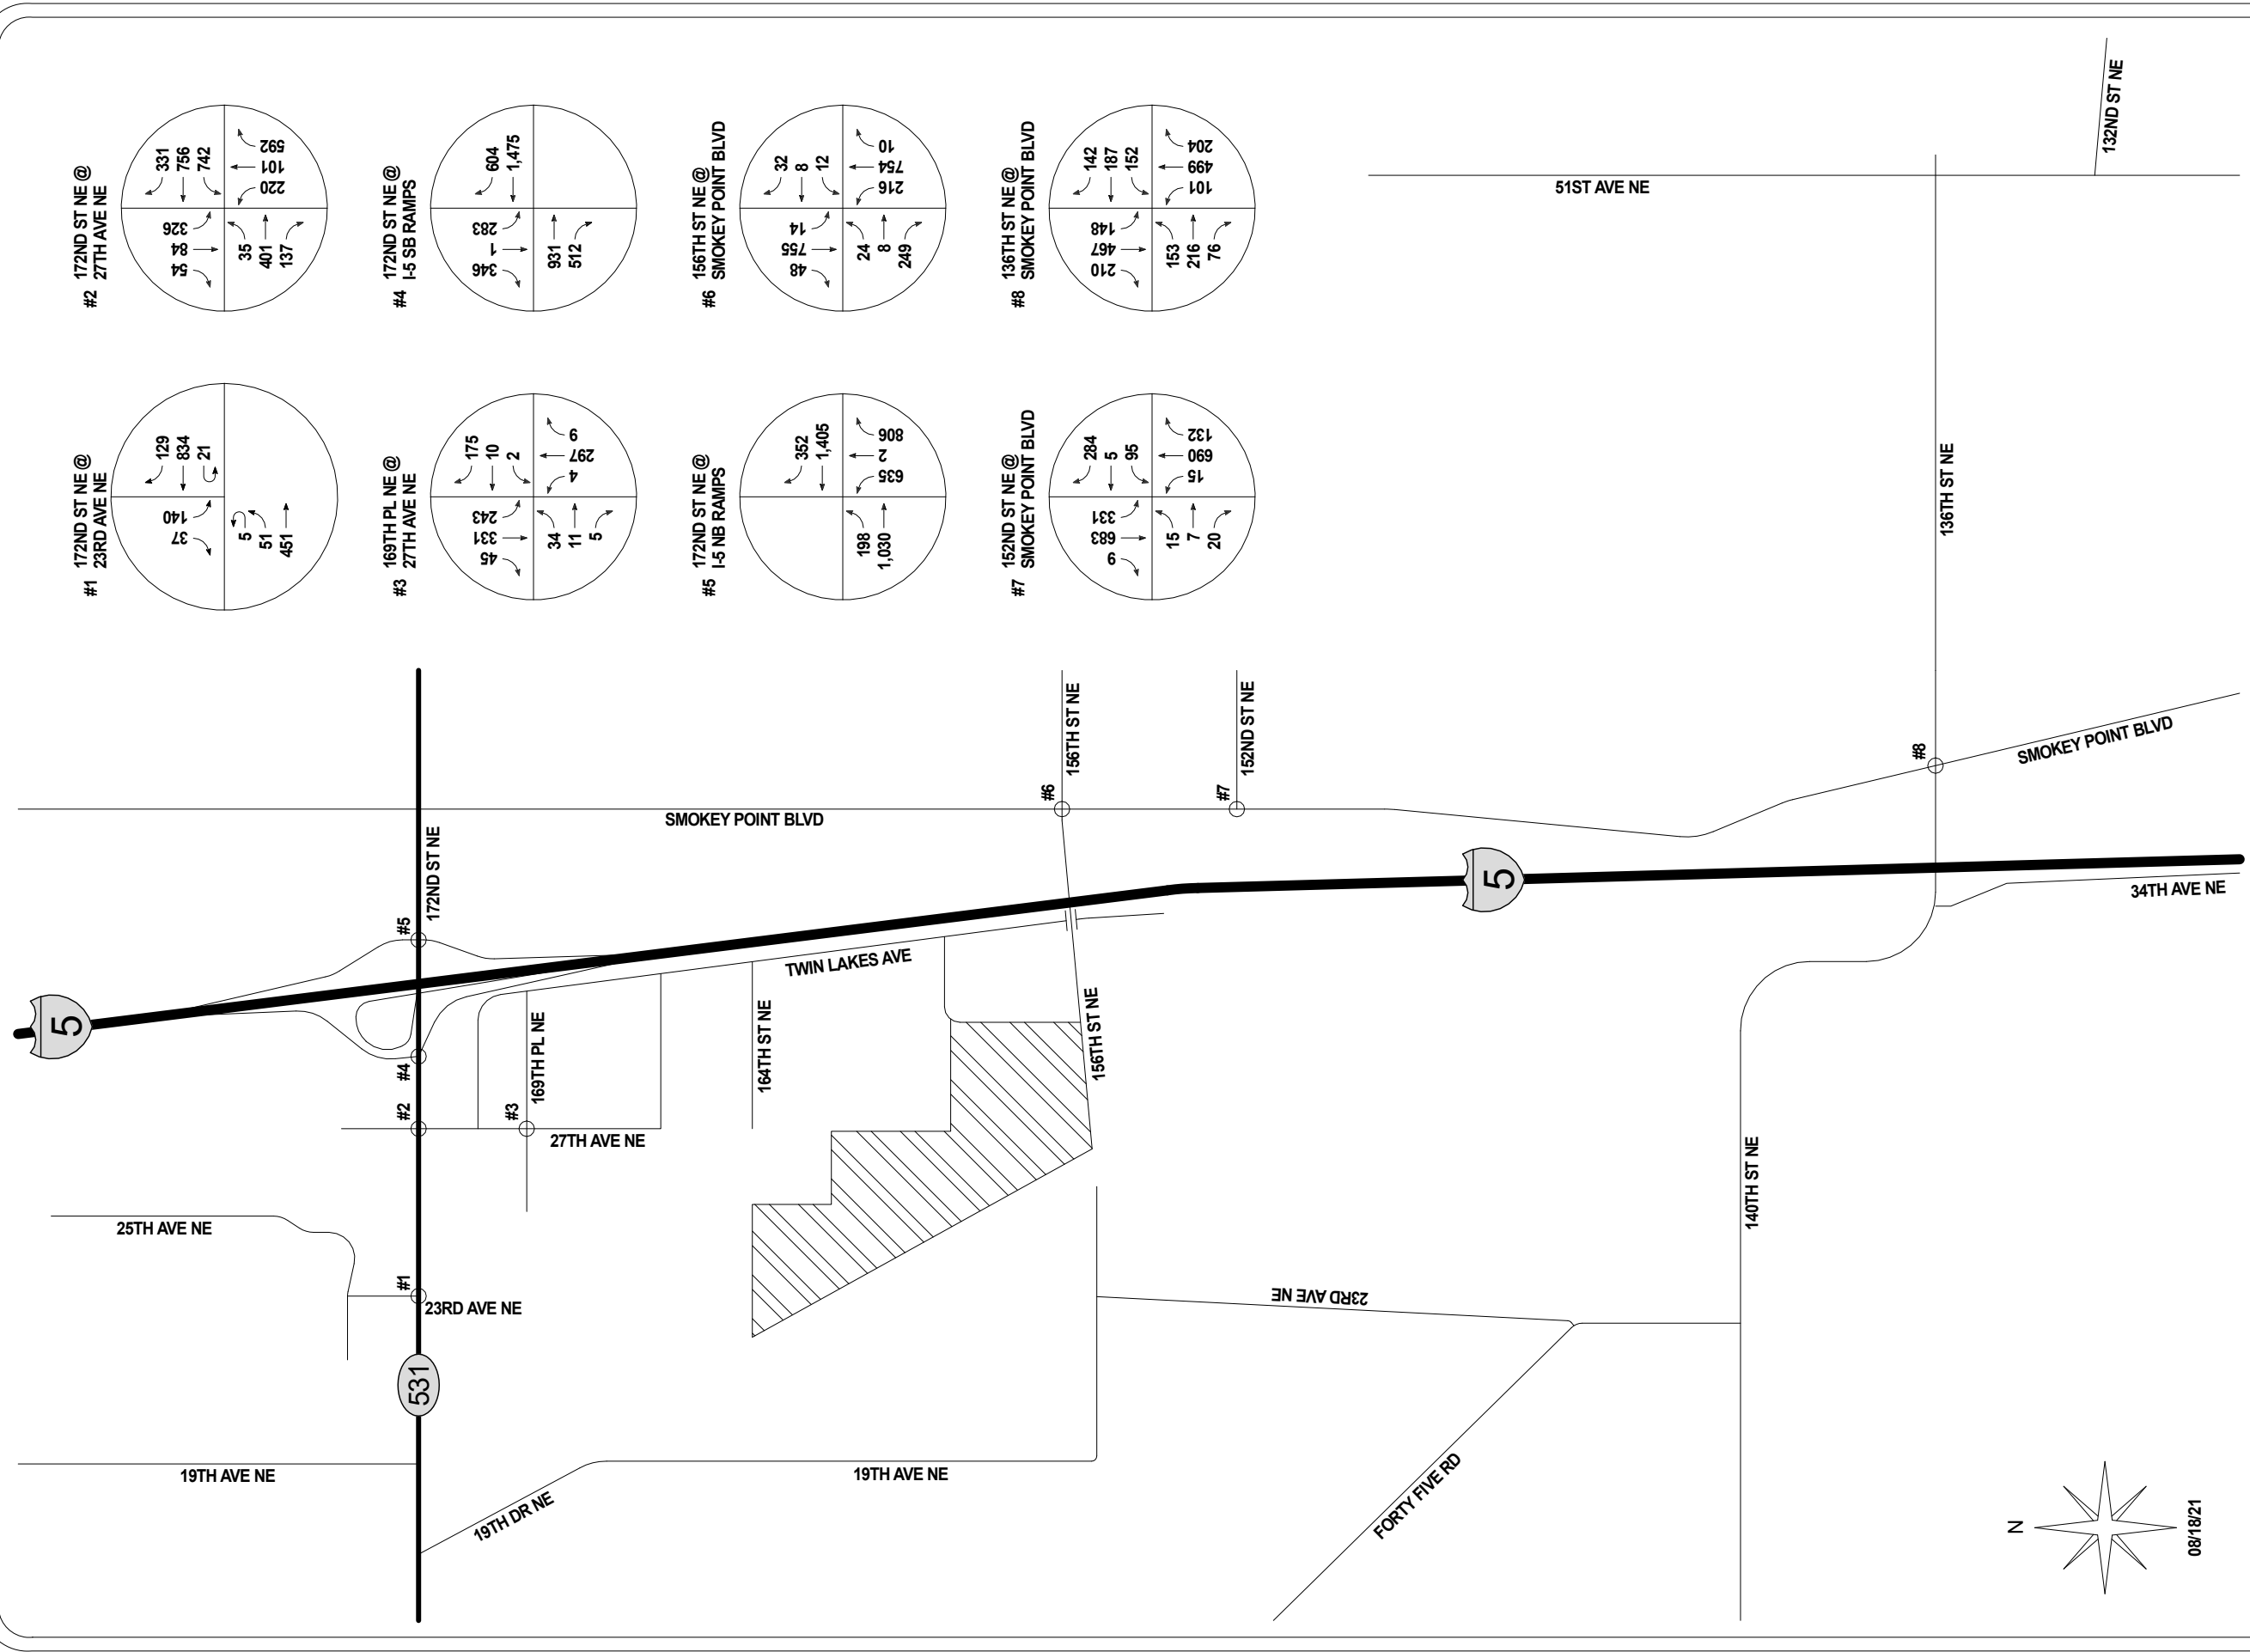 #1 172ND ST NE @
23RD AVE NE
129
834
21
140
37
5
51
451
#2 172ND ST NE @
27TH AVE NE
331
756
742
326
84
54
35
401
137
592
101
220
#3 169TH PL NE @
27TH AVE NE
175
10
2
243
331
45
34
11
5
6
297
4
#4 172ND ST NE @
I-5 SB RAMPS
604
1,475
283
1
346
931
512
#5 172ND ST NE @
I-5 NB RAMPS
352
1,405
198
1,030
806
2
635
#6 156TH ST NE @
SMOKEY POINT BLVD
32
8
12
14
755
48
24
8
249
10
754
216
#7 152ND ST NE @
SMOKEY POINT BLVD
284
5
95
331
683
6
15
7
20
132
690
15
#8 136TH ST NE @
SMOKEY POINT BLVD
142
187
152
148
467
210
153
216
76
204
499
101
19TH AVE NE
25TH AVE NE
5
531
#1
23RD AVE NE
#2
#4
#5
172ND ST NE
19TH DR NE
#3
169TH PL NE
27TH AVE NE
SMOKEY POINT BLVD
TWIN LAKES AVE
164TH ST NE
19TH AVE NE
#6
156TH ST NE
156TH ST NE
#7
152ND ST NE
23RD AVE NE
FORTY FIVE RD
5
140TH ST NE
51ST AVE NE
136TH ST NE
#8
SMOKEY POINT BLVD
34TH AVE NE
132ND ST NE
N
08/18/21